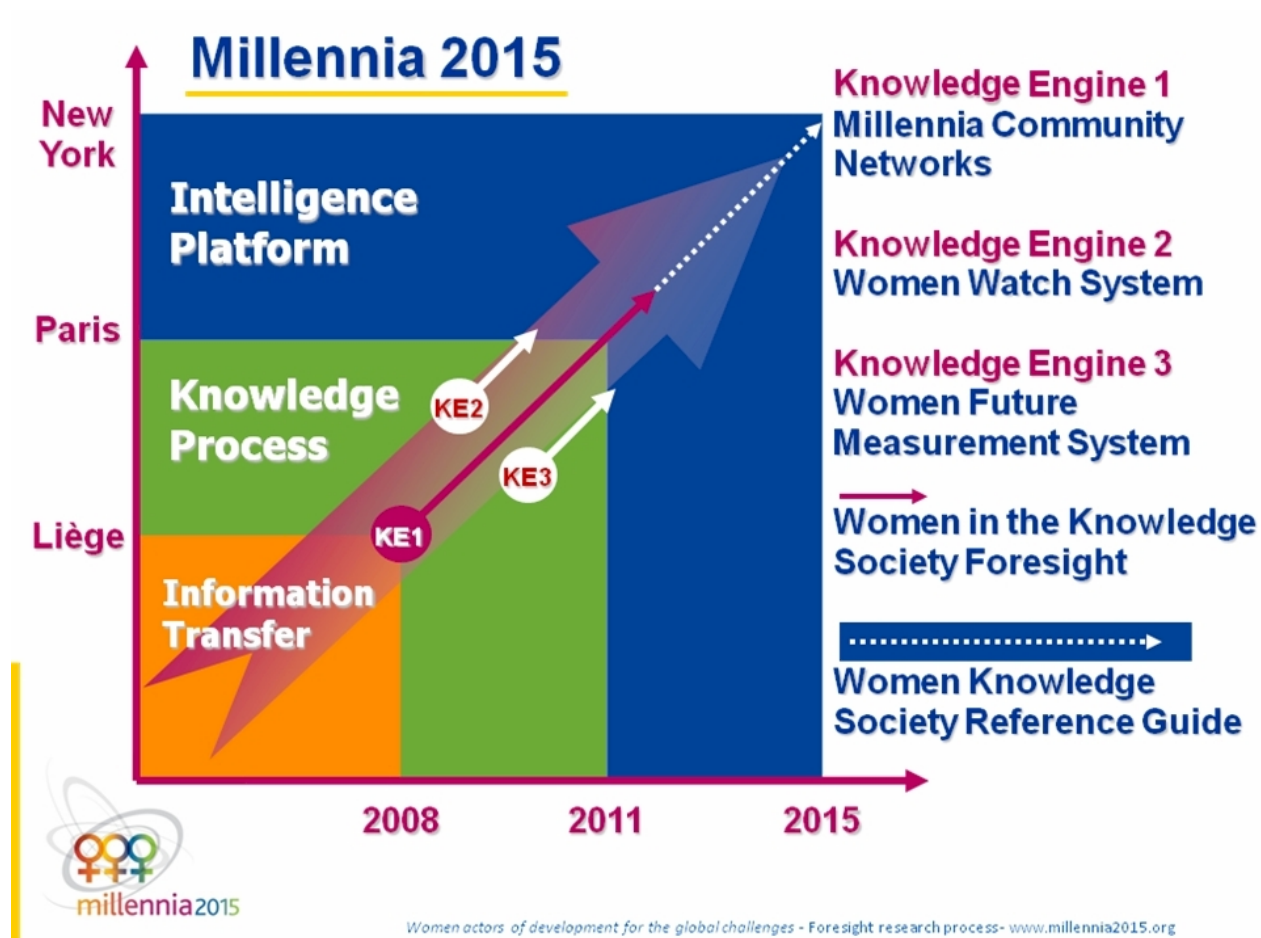 Millennia 2015
New
York
Paris
Liège
Intelligence
Platform
Knowledge
Process
Information
Transfer
KE2
KE3
KE1
2008
2011
2015
Knowledge Engine 1
Millennia Community
Networks
Knowledge Engine 2
Women Watch System
Knowledge Engine 3
Women Future
Measurement System
Women in the Knowledge
Society Foresight
Women Knowledge
Society Reference Guide
millennia2015
Women actors of development for the global challenges - Foresight research process- www.millennia2015.org